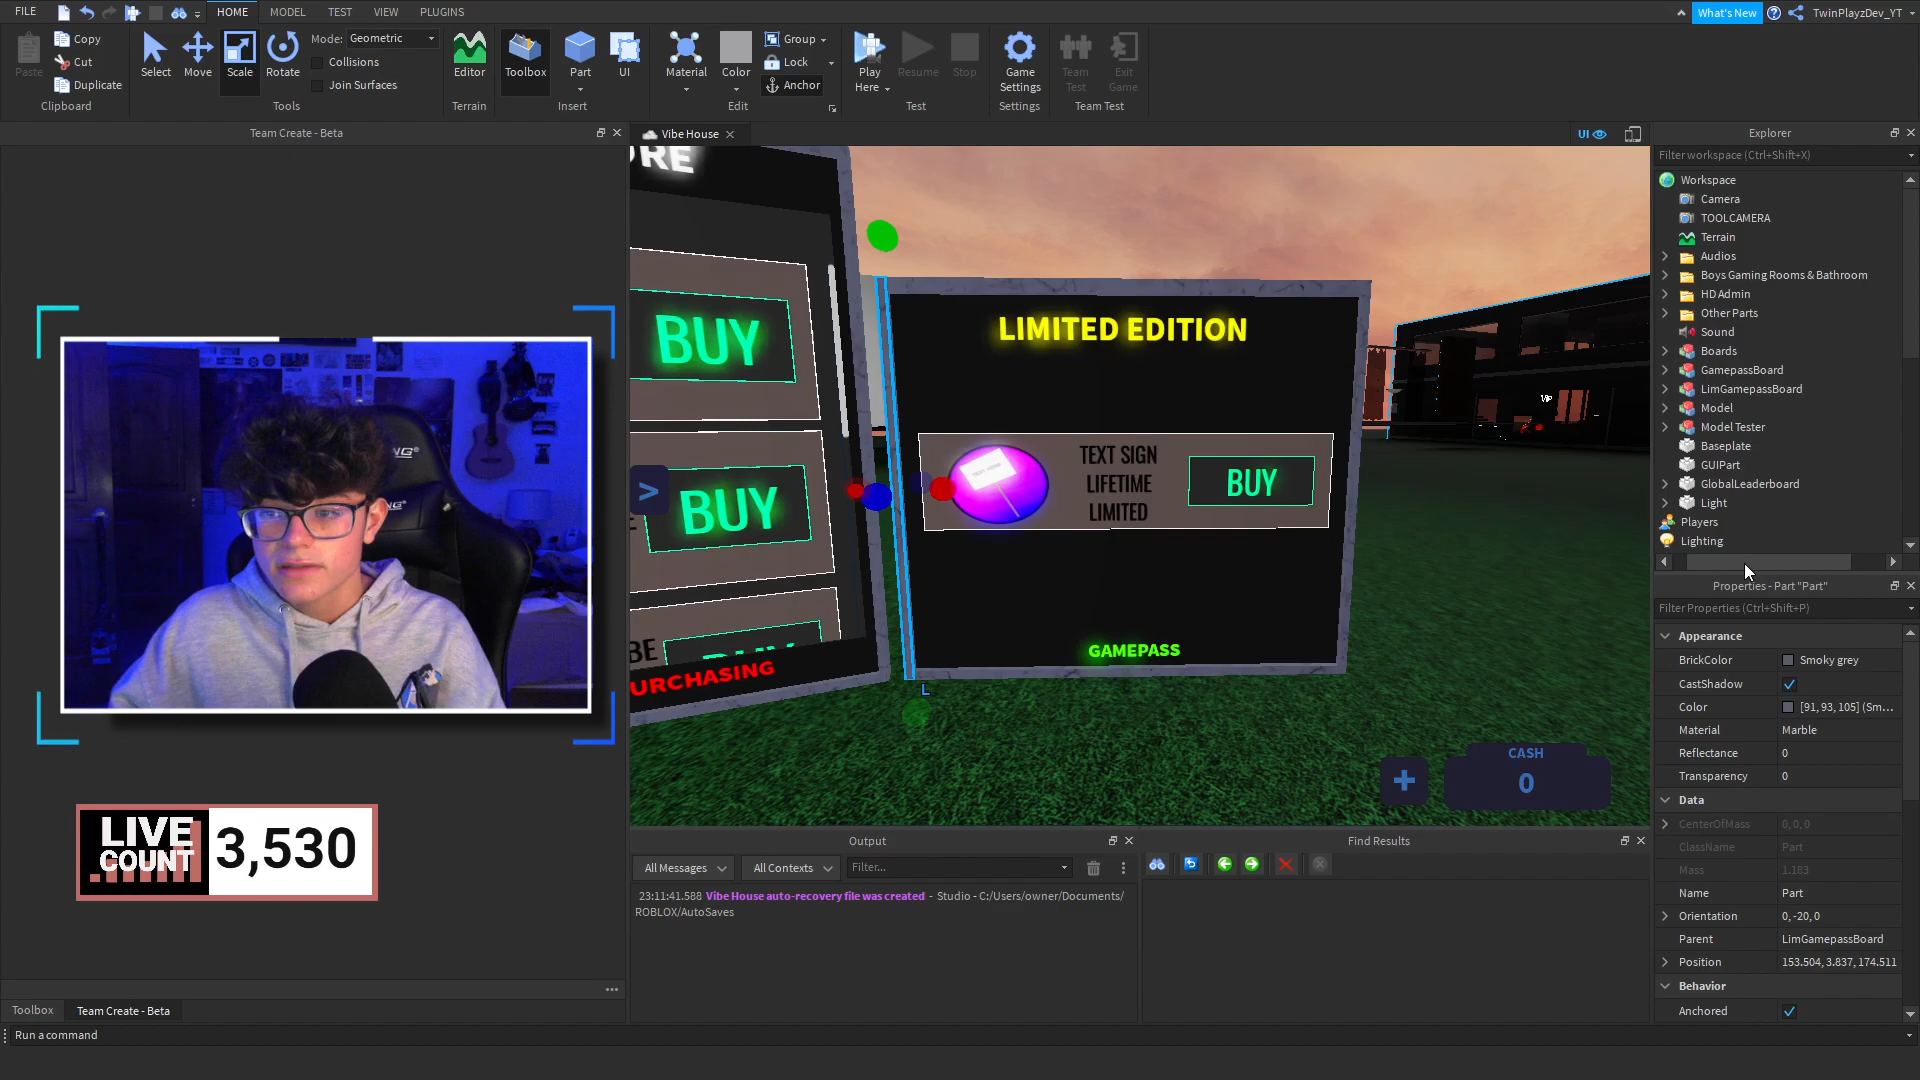 FILE
HOME
MODEL
TEST
VIEW
PLUGINS
What's New
TwinPlayzDev_YT
Paste
Copy
Cut
Duplicate
Clipboard
Select
Move
Scale
Rotate
Mode: Geometric
Collisions
Join Surfaces
Tools
Editor
Terrain
Toolbox
Part
UI
Insert
Material
Color
Group
Lock
Anchor
Edit
Play
Here
Resume
Stop
Test
Game
Settings
Settings
Team
Test
Exit
Game
Team Test
Team Create - Beta
Vibe House
UI
Explorer
Filter workspace (Ctrl+Shift+X)
Workspace
Camera
TOOLCAMERA
Terrain
Audios
Boys Gaming Rooms & Bathroom
HD Admin
Other Parts
Sound
Boards
GamepassBoard
LimGamepassBoard
Model
Model Tester
Baseplate
GUIPart
GlobalLeaderboard
Light
Players
Lighting
ORE
BUY
BUY
BE
URCHASING
>
LIMITED EDITION
TEXT SIGN
LIFETIME
LIMITED
BUY
GAMEPASS
L
VIP
CASH
+
0
LIVE
COUNT
3,530
Properties - Part "Part"
Filter Properties (Ctrl+Shift+P)
Appearance
BrickColor Smoky grey
CastShadow
Color [91, 93, 105] (Sm...
Material Marble
Reflectance 0
Transparency 0
Data
CenterOfMass 0, 0, 0
ClassName Part
Mass 1.183
Name Part
Orientation 0, -20, 0
Parent LimGamepassBoard
Position 153.504, 3.837, 174.511
Behavior
Anchored
Output
All Messages
All Contexts
Filter...
23:11:41.588 Vibe House auto-recovery file was created - Studio - C:/Users/owner/Documents/
ROBLOX/AutoSaves
Find Results
Toolbox
Team Create - Beta
Run a command